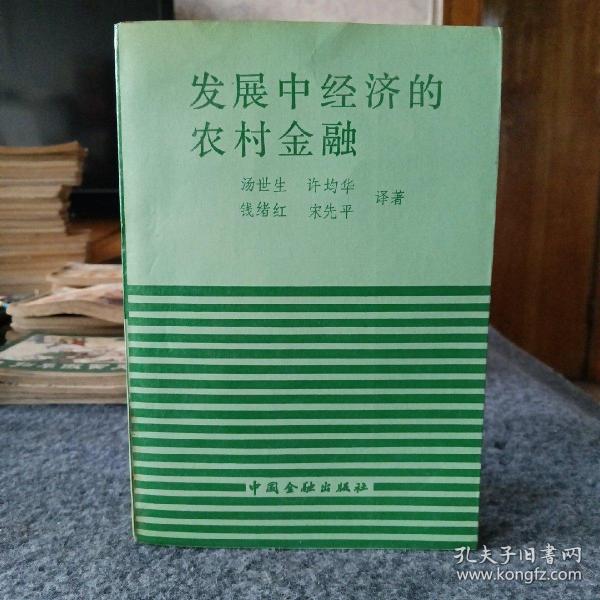 发展中经济的
农村金融
汤世生 许均华
钱绪红 宋先平
译著
中国金融出版社
孔夫子旧书网
www.kongfz.com